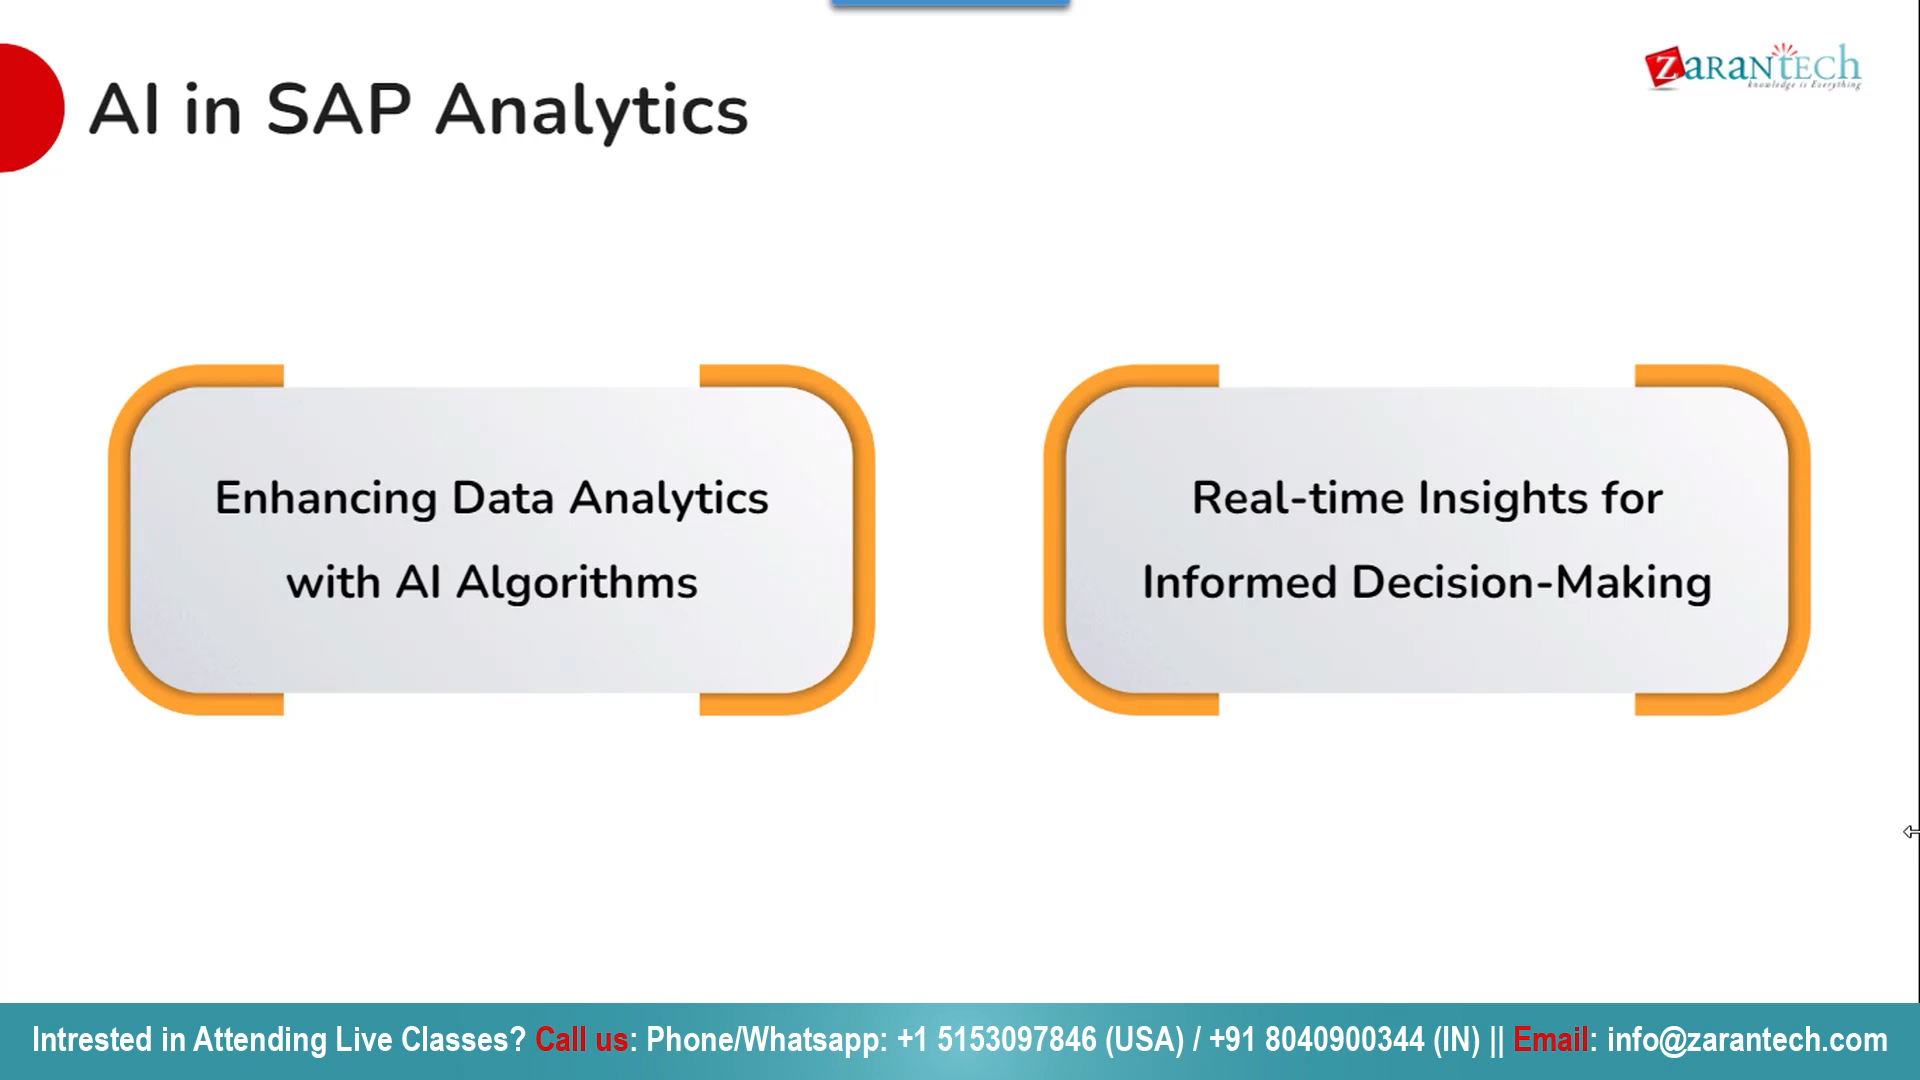 AI in SAP Analytics
ZARANTECH
knowledge is Everything
Enhancing Data Analytics
with AI Algorithms
Real-time Insights for
Informed Decision-Making
Intrested in Attending Live Classes? Call us: Phone/Whatsapp: +1 5153097846 (USA) / +91 8040900344 (IN) || Email: info@zarantech.com